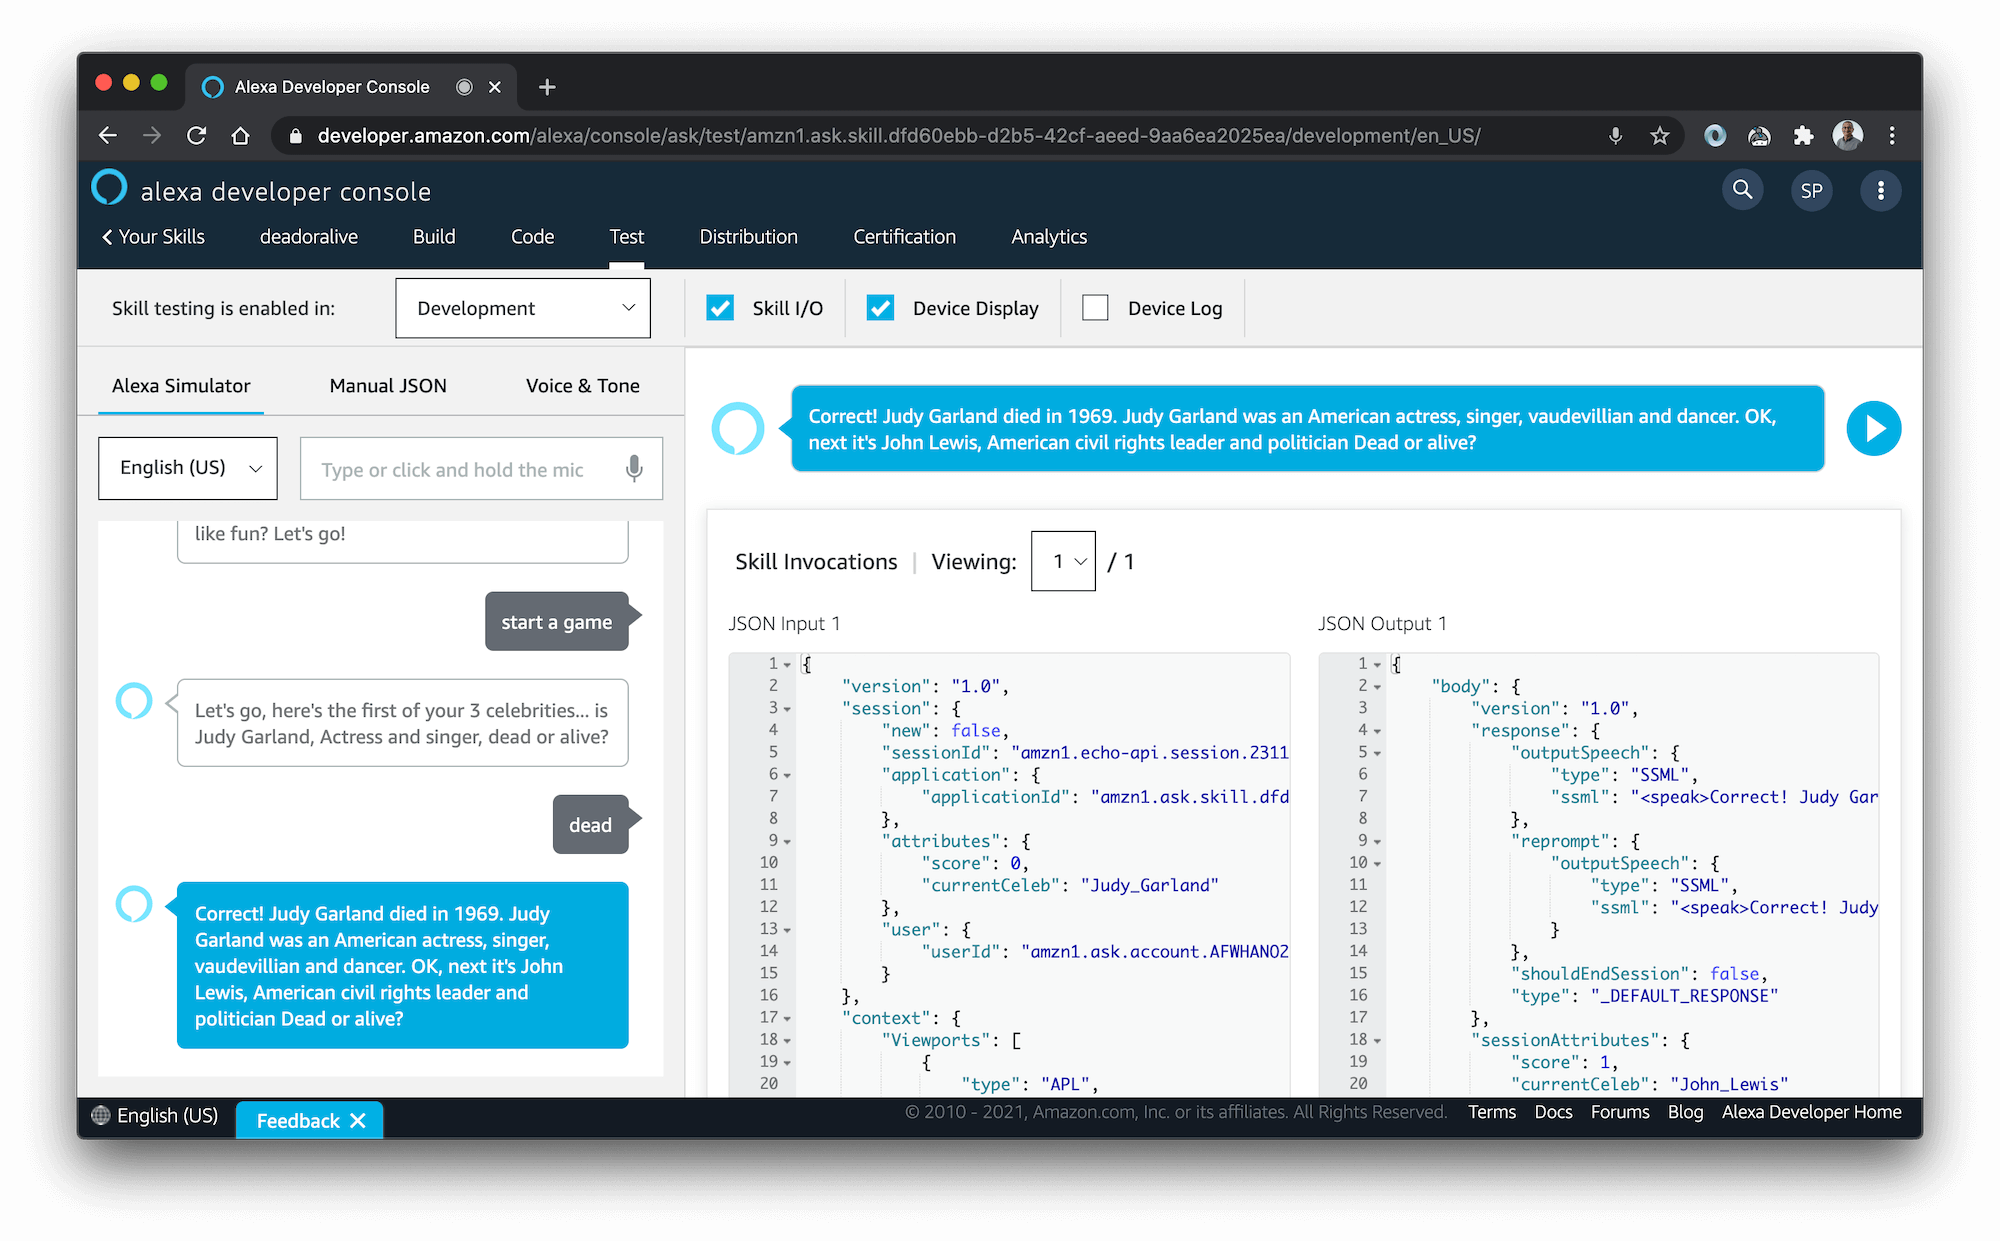 Alexa Developer Console
developer.amazon.com/alexa/console/ask/test/amzn1.ask.skill.dfd60ebb-d2b5-42cf-aeed-9aa6ea2025ea/development/en_US/
alexa developer console
SP
Your Skills deadoralive Build Code Test Distribution Certification Analytics
Skill testing is enabled in: Development Skill I/O Device Display Device Log
Alexa Simulator Manual JSON Voice & Tone
English (US) Type or click and hold the mic
like fun? Let's go!
start a game
Let's go, here's the first of your 3 celebrities... is
Judy Garland, Actress and singer, dead or alive?
dead
Correct! Judy Garland died in 1969. Judy
Garland was an American actress, singer,
vaudevillian and dancer. OK, next it's John
Lewis, American civil rights leader and
politician Dead or alive?
Correct! Judy Garland died in 1969. Judy Garland was an American actress, singer, vaudevillian and dancer. OK,
next it's John Lewis, American civil rights leader and politician Dead or alive?
Skill Invocations | Viewing: 1 / 1
JSON Input 1
1 {
2 "version": "1.0",
3 "session": {
4 "new": false,
5 "sessionId": "amzn1.echo-api.session.2311
6 "application": {
7 "applicationId": "amzn1.ask.skill.dfd
8 },
9 "attributes": {
10 "score": 0,
11 "currentCeleb": "Judy_Garland"
12 },
13 "user": {
14 "userId": "amzn1.ask.account.AFWHANO2
15 }
16 },
17 "context": {
18 "Viewports": [
19 {
20 "type": "APL",
JSON Output 1
1 {
2 "body": {
3 "version": "1.0",
4 "response": {
5 "outputSpeech": {
6 "type": "SSML",
7 "ssml": "<speak>Correct! Judy Gar
8 },
9 "reprompt": {
10 "outputSpeech": {
11 "type": "SSML",
12 "ssml": "<speak>Correct! Judy
13 }
14 },
15 "shouldEndSession": false,
16 "type": "_DEFAULT_RESPONSE"
17 },
18 "sessionAttributes": {
19 "score": 1,
20 "currentCeleb": "John_Lewis"
English (US) Feedback © 2010 - 2021, Amazon.com, Inc. or its affiliates. All Rights Reserved. Terms Docs Forums Blog Alexa Developer Home